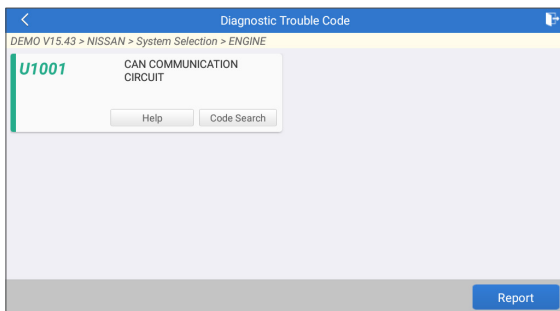 Diagnostic Trouble Code
DEMO V15.43 > NISSAN > System Selection > ENGINE
U1001
CAN COMMUNICATION
CIRCUIT
Help
Code Search
Report